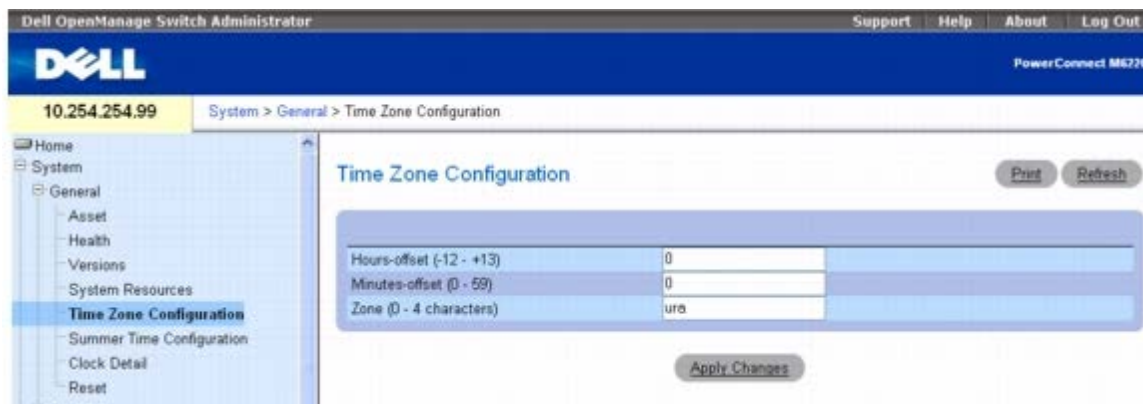 Dell OpenManage Switch Administrator
Support Help About Log Out
DELL
PowerConnect M6220
10.254.254.99
System > General > Time Zone Configuration
Home
System
General
Asset
Health
Versions
System Resources
Time Zone Configuration
Summer Time Configuration
Clock Detail
Reset
Time Zone Configuration
Print Refresh
Hours-offset (-12 - +13) 0
Minutes-offset (0 - 59) 0
Zone (0 - 4 characters) ura
Apply Changes